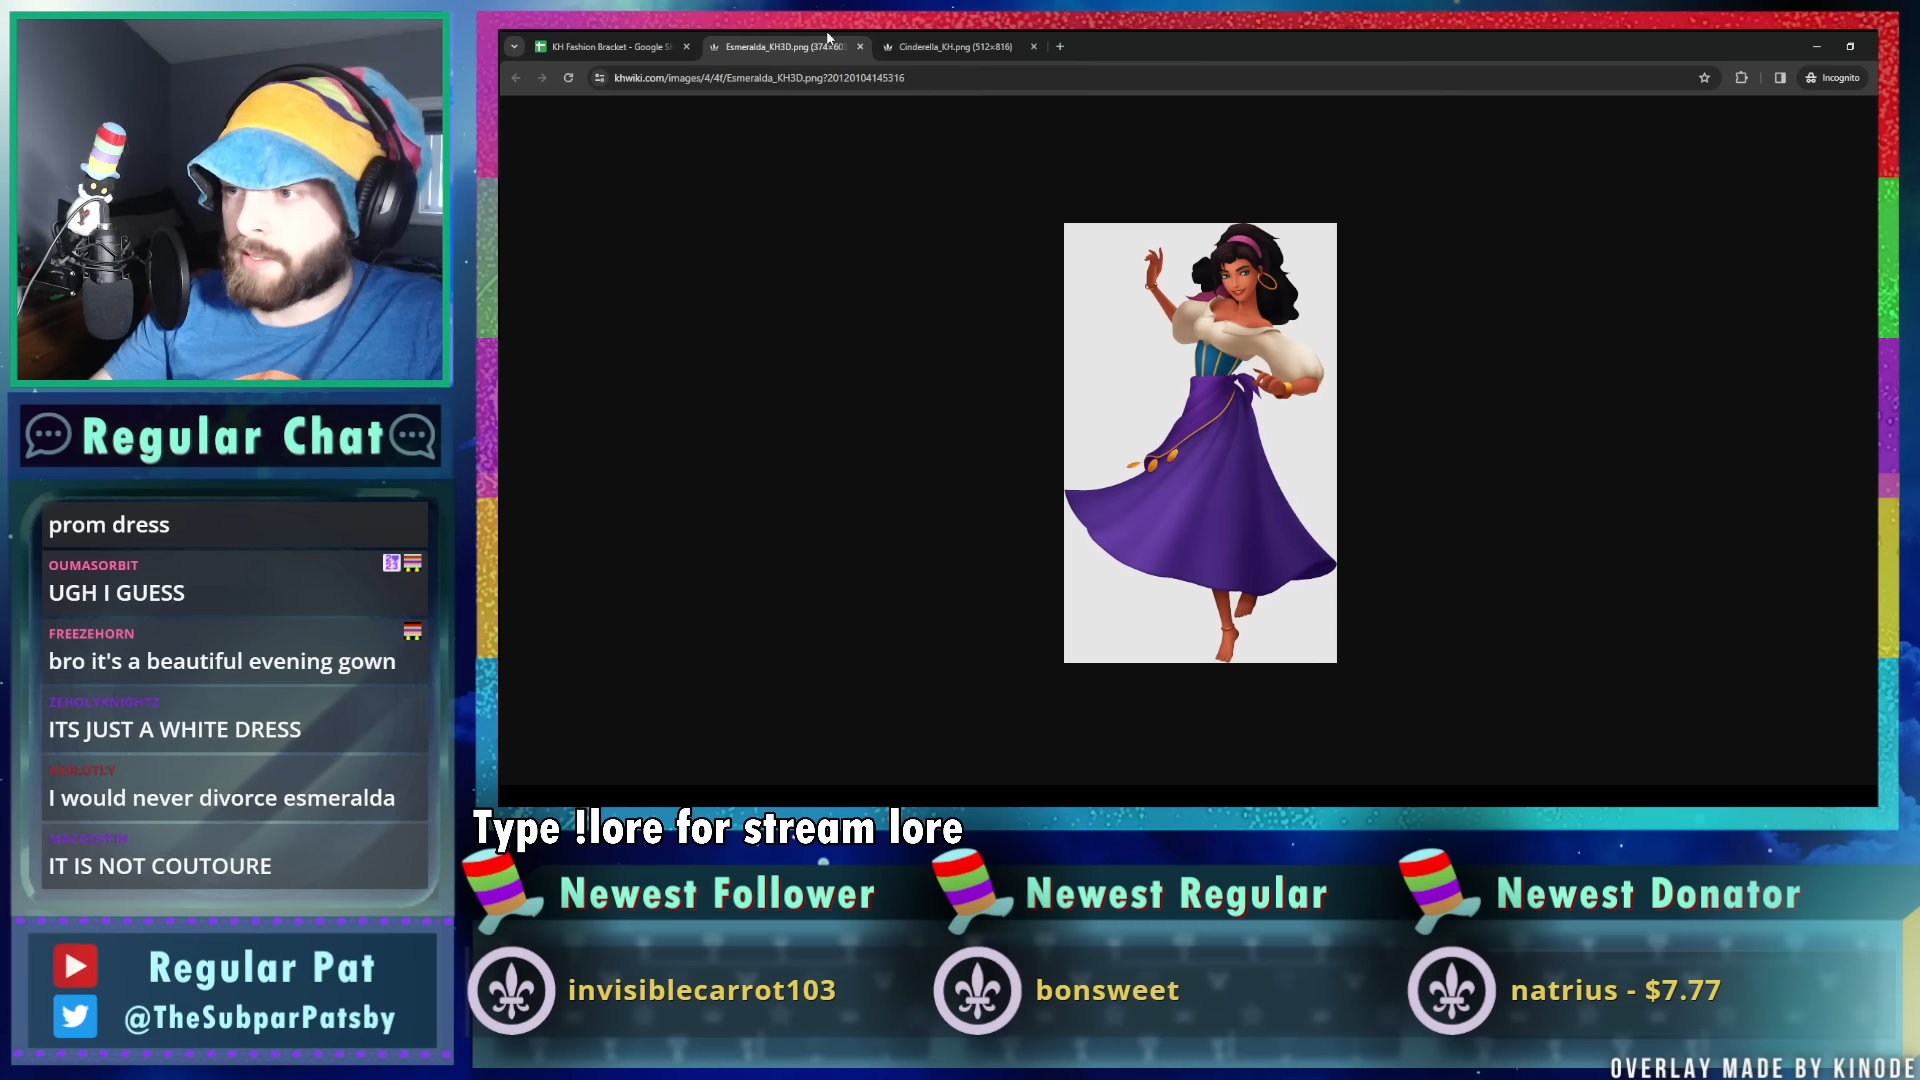 KH Fashion Bracket - Google S
Esmeralda_KH3D.png (374×603
Cinderella_KH.png (512×816)
khwiki.com/images/4/4f/Esmeralda_KH3D.png?20120104145316
Incognito
Regular Chat
prom dress
OUMASORBIT
UGH I GUESS
FREEZEHORN
bro it's a beautiful evening gown
ZEHOLYKNIGHTZ
ITS JUST A WHITE DRESS
I would never divorce esmeralda
IT IS NOT COUTOURE
Type !lore for stream lore
Newest Follower
Newest Regular
Newest Donator
invisiblecarrot103
bonsweet
natrius - $7.77
Regular Pat
@TheSubparPatsby
OVERLAY MADE BY KINODE